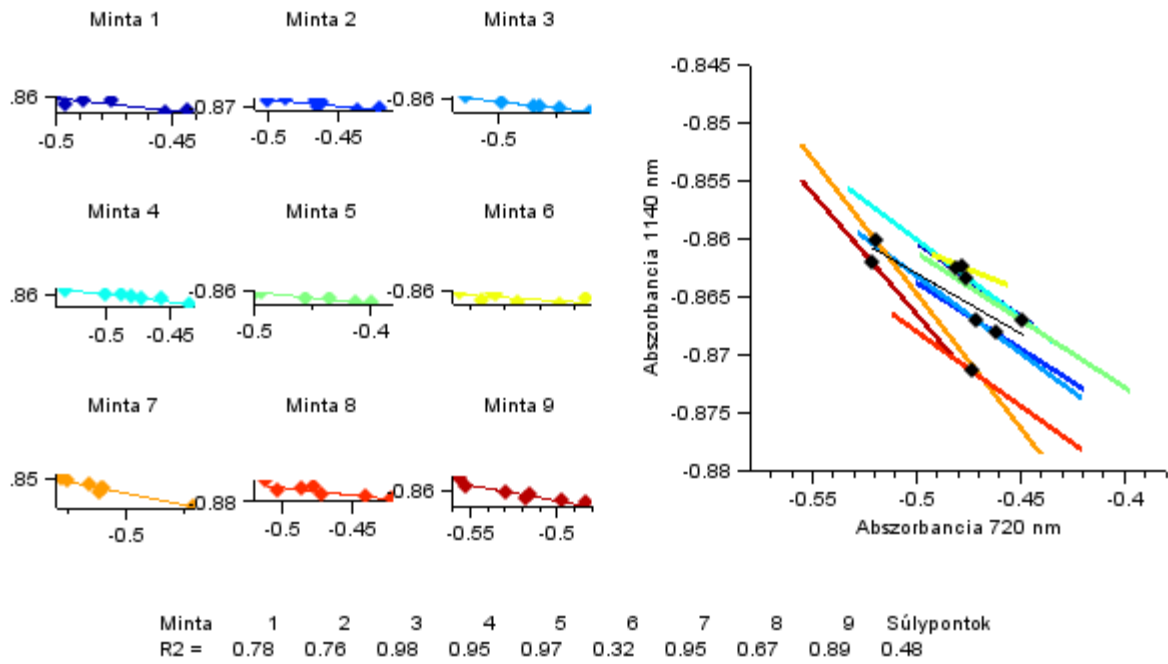 Minta 1
.86
-0.5
-0.45
Minta 2
0.87
-0.5
-0.45
Minta 3
-0.86
-0.5
Minta 4
.86
-0.5
-0.45
Minta 5
-0.86
-0.5
-0.4
Minta 6
-0.86
Minta 7
.85
-0.5
Minta 8
-0.88
-0.5
-0.45
Minta 9
-0.86
-0.55
-0.5
Abszorbancia 1140 nm
-0.845
-0.85
-0.855
-0.86
-0.865
-0.87
-0.875
-0.88
-0.55
-0.5
-0.45
-0.4
Abszorbancia 720 nm
Minta 1 2 3 4 5 6 7 8 9 Súlypontok
R2 = 0.78 0.76 0.98 0.95 0.97 0.32 0.95 0.67 0.89 0.48